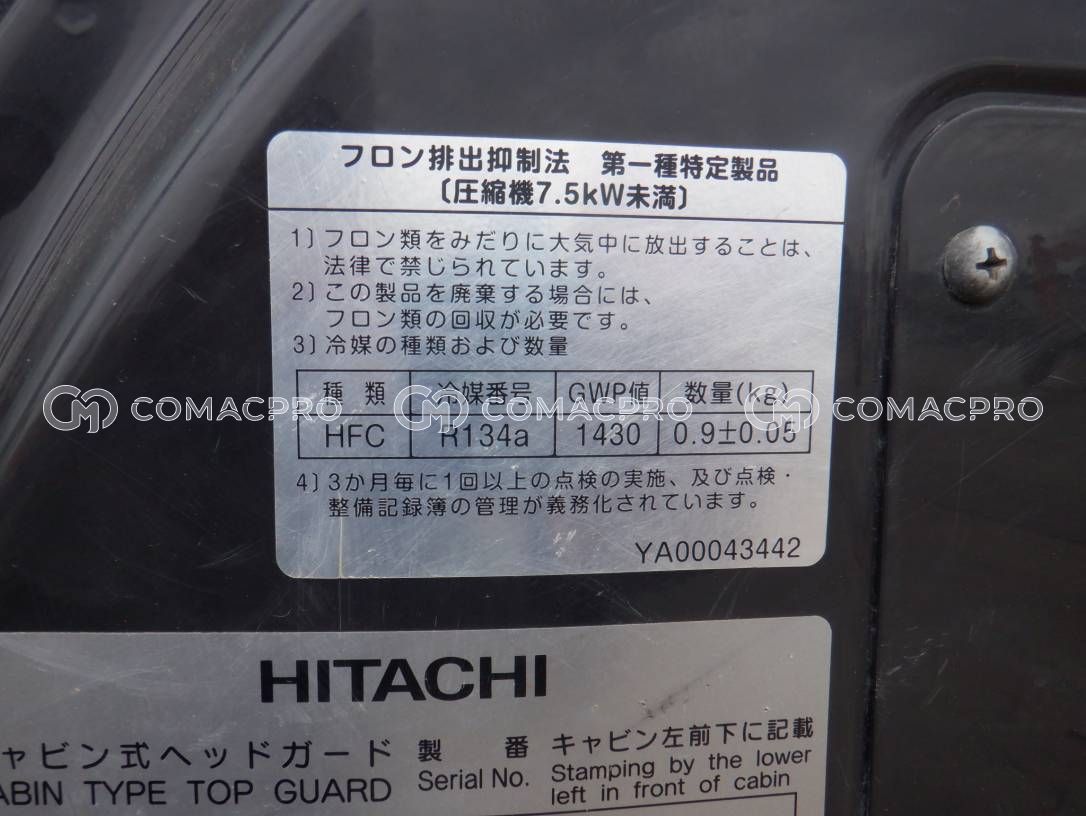 フロン排出抑制法　第一種特定製品
〔圧縮機7.5kW未満〕
1〕フロン類をみだりに大気中に放出することは、
法律で禁じられています。
2〕この製品を廃棄する場合には、
フロン類の回収が必要です。
3〕冷媒の種類および数量
種 類 冷媒番号 GWP値 数量(kg)
COMACPRO COMACPRO COMACPRO
HFC R134a 1430 0.9±0.05
4〕3か月毎に1回以上の点検の実施、及び点検・
整備記録簿の管理が義務化されています。
YA00043442
HITACHI
ャビン式ヘッドガード 製 番 キャビン左前下に記載
ABIN TYPE TOP GUARD Serial No. Stamping by the lower
left in front of cabin